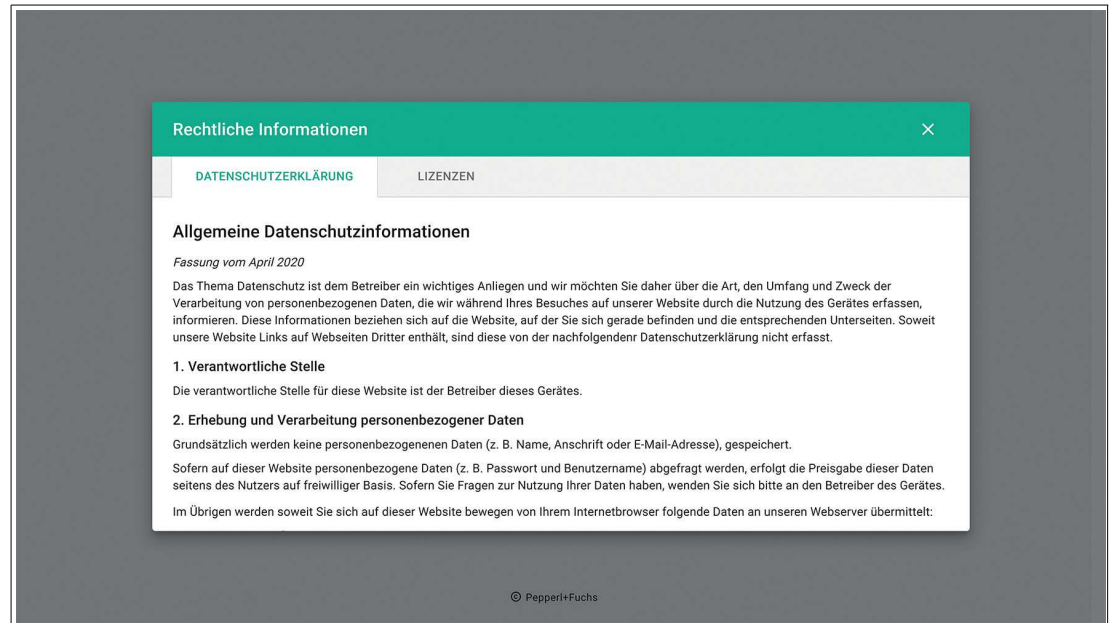 Rechtliche Informationen
DATENSCHUTZERKLÄRUNG LIZENZEN
Allgemeine Datenschutzinformationen
Fassung vom April 2020
Das Thema Datenschutz ist dem Betreiber ein wichtiges Anliegen und wir möchten Sie daher über die Art, den Umfang und Zweck der
Verarbeitung von personenbezogenen Daten, die wir während Ihres Besuches auf unserer Website durch die Nutzung des Gerätes erfassen,
informieren. Diese Informationen beziehen sich auf die Website, auf der Sie sich gerade befinden und die entsprechenden Unterseiten. Soweit
unsere Website Links auf Webseiten Dritter enthält, sind diese von der nachfolgendenr Datenschutzerklärung nicht erfasst.
1. Verantwortliche Stelle
Die verantwortliche Stelle für diese Website ist der Betreiber dieses Gerätes.
2. Erhebung und Verarbeitung personenbezogener Daten
Grundsätzlich werden keine personenbezogenenen Daten (z. B. Name, Anschrift oder E-Mail-Adresse), gespeichert.
Sofern auf dieser Website personenbezogene Daten (z. B. Passwort und Benutzername) abgefragt werden, erfolgt die Preisgabe dieser Daten
seitens des Nutzers auf freiwilliger Basis. Sofern Sie Fragen zur Nutzung Ihrer Daten haben, wenden Sie sich bitte an den Betreiber des Gerätes.
Im Übrigen werden soweit Sie sich auf dieser Website bewegen von Ihrem Internetbrowser folgende Daten an unseren Webserver übermittelt:
© Pepperl+Fuchs